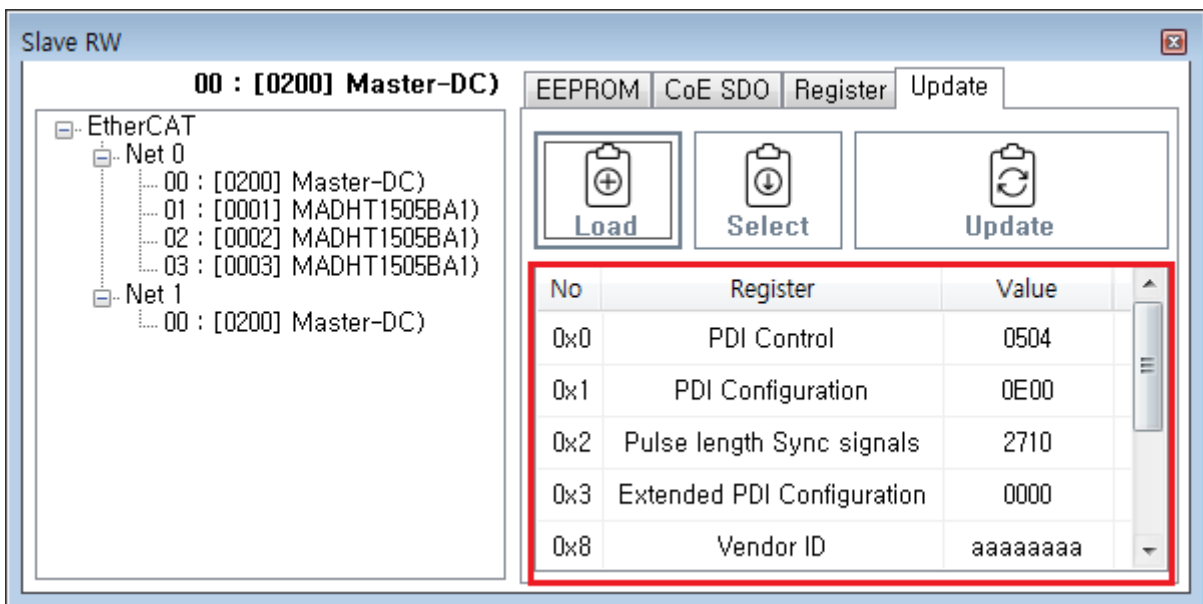 Slave RW
00 : [0200] Master-DC)
EtherCAT
Net 0
00 : [0200] Master-DC)
01 : [0001] MADHT1505BA1)
02 : [0002] MADHT1505BA1)
03 : [0003] MADHT1505BA1)
Net 1
00 : [0200] Master-DC)
EEPROM CoE SDO Register Update
Load Select Update
No Register Value
0x0 PDI Control 0504
0x1 PDI Configuration 0E00
0x2 Pulse length Sync signals 2710
0x3 Extended PDI Configuration 0000
0x8 Vendor ID aaaaaaaa